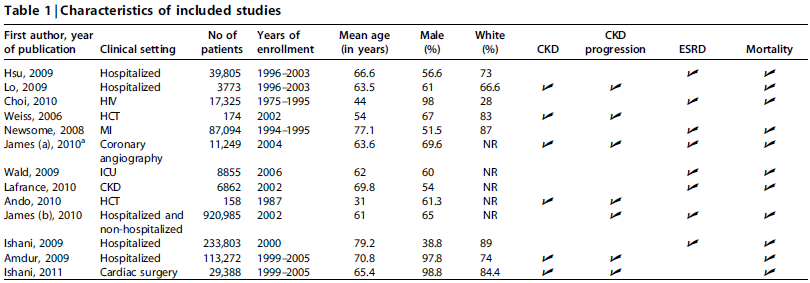 Table 1 | Characteristics of included studies
First author, year of publication Clinical setting No of patients Years of enrollment Mean age (in years) Male (%) White (%) CKD CKD progression ESRD Mortality
Hsu, 2009 Hospitalized 39,805 1996–2003 66.6 56.6 73 ✓ ✓
Lo, 2009 Hospitalized 3773 1996–2003 63.5 61 66.6 ✓ ✓ ✓
Choi, 2010 HIV 17,325 1975–1995 44 98 28 ✓ ✓
Weiss, 2006 HCT 174 2002 54 67 83 ✓ ✓ ✓
Newsome, 2008 MI 87,094 1994–1995 77.1 51.5 87 ✓ ✓
James (a), 2010a Coronary angiography 11,249 2004 63.6 69.6 NR ✓ ✓ ✓ ✓
Wald, 2009 ICU 8855 2006 62 60 NR ✓ ✓
Lafrance, 2010 CKD 6862 2002 69.8 54 NR ✓ ✓
Ando, 2010 HCT 158 1987 31 61.3 NR ✓ ✓
James (b), 2010 Hospitalized and non-hospitalized 920,985 2002 61 65 NR ✓ ✓ ✓
Ishani, 2009 Hospitalized 233,803 2000 79.2 38.8 89 ✓ ✓
Amdur, 2009 Hospitalized 113,272 1999–2005 70.8 97.8 74 ✓ ✓ ✓
Ishani, 2011 Cardiac surgery 29,388 1999–2005 65.4 98.8 84.4 ✓ ✓ ✓